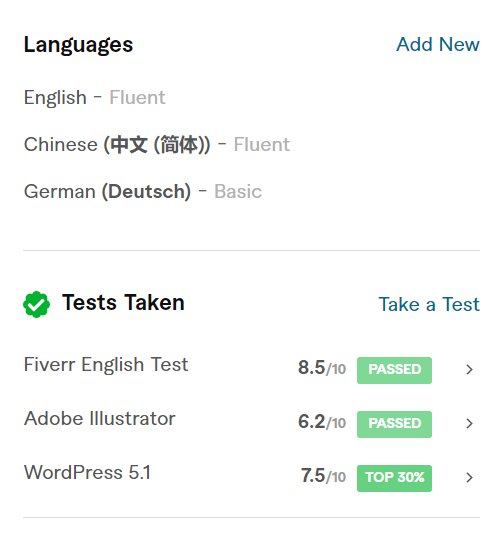 Languages Add New
English - Fluent
Chinese (中文 (简体)) - Fluent
German (Deutsch) - Basic
Tests Taken Take a Test
Fiverr English Test 8.5/10 PASSED
Adobe Illustrator 6.2/10 PASSED
WordPress 5.1 7.5/10 TOP 30%